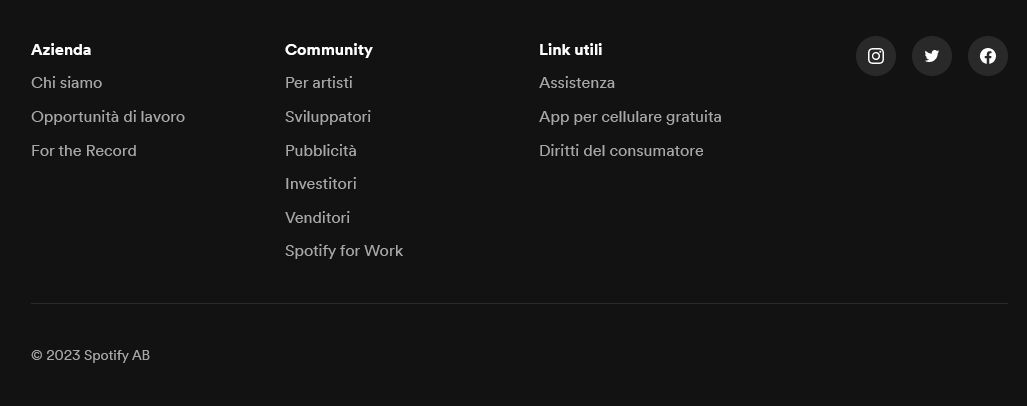 Azienda
Chi siamo
Opportunità di lavoro
For the Record
Community
Per artisti
Sviluppatori
Pubblicità
Investitori
Venditori
Spotify for Work
Link utili
Assistenza
App per cellulare gratuita
Diritti del consumatore
© 2023 Spotify AB